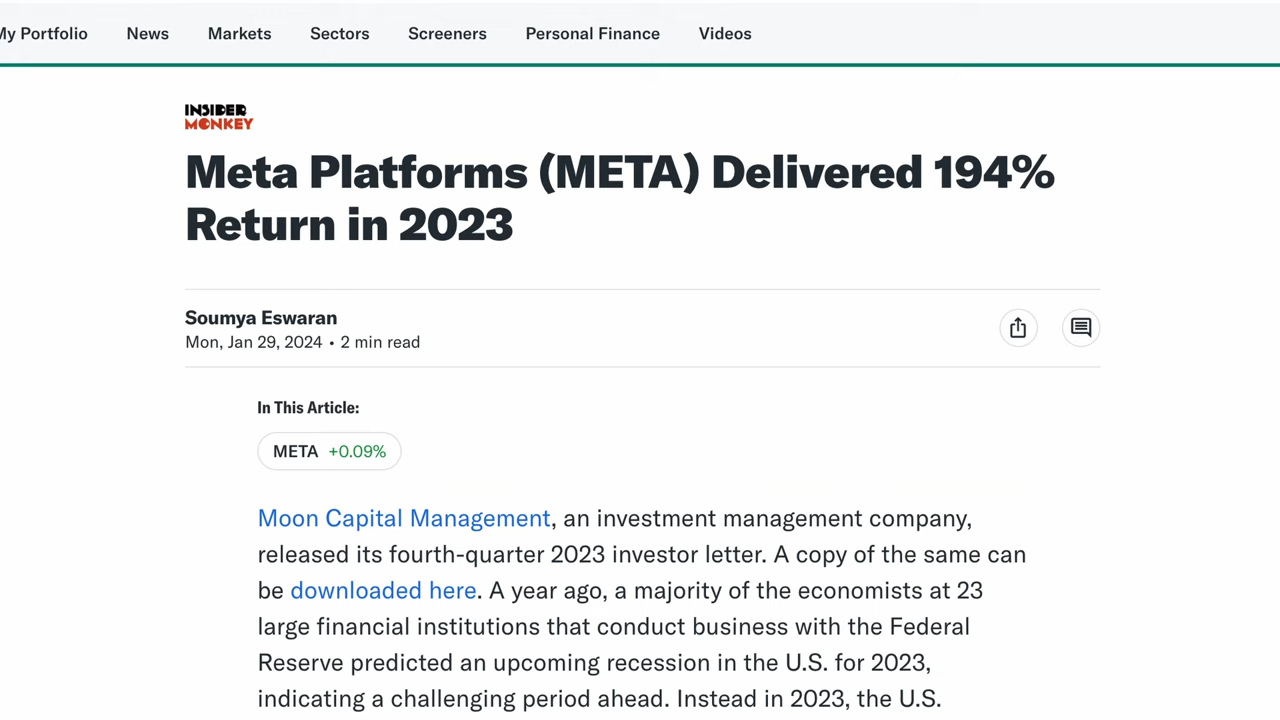 My Portfolio News Markets Sectors Screeners Personal Finance Videos
INSIDER
MONKEY
Meta Platforms (META) Delivered 194%
Return in 2023
Soumya Eswaran
Mon, Jan 29, 2024 • 2 min read
In This Article:
META +0.09%
Moon Capital Management, an investment management company,
released its fourth-quarter 2023 investor letter. A copy of the same can
be downloaded here. A year ago, a majority of the economists at 23
large financial institutions that conduct business with the Federal
Reserve predicted an upcoming recession in the U.S. for 2023,
indicating a challenging period ahead. Instead in 2023, the U.S.